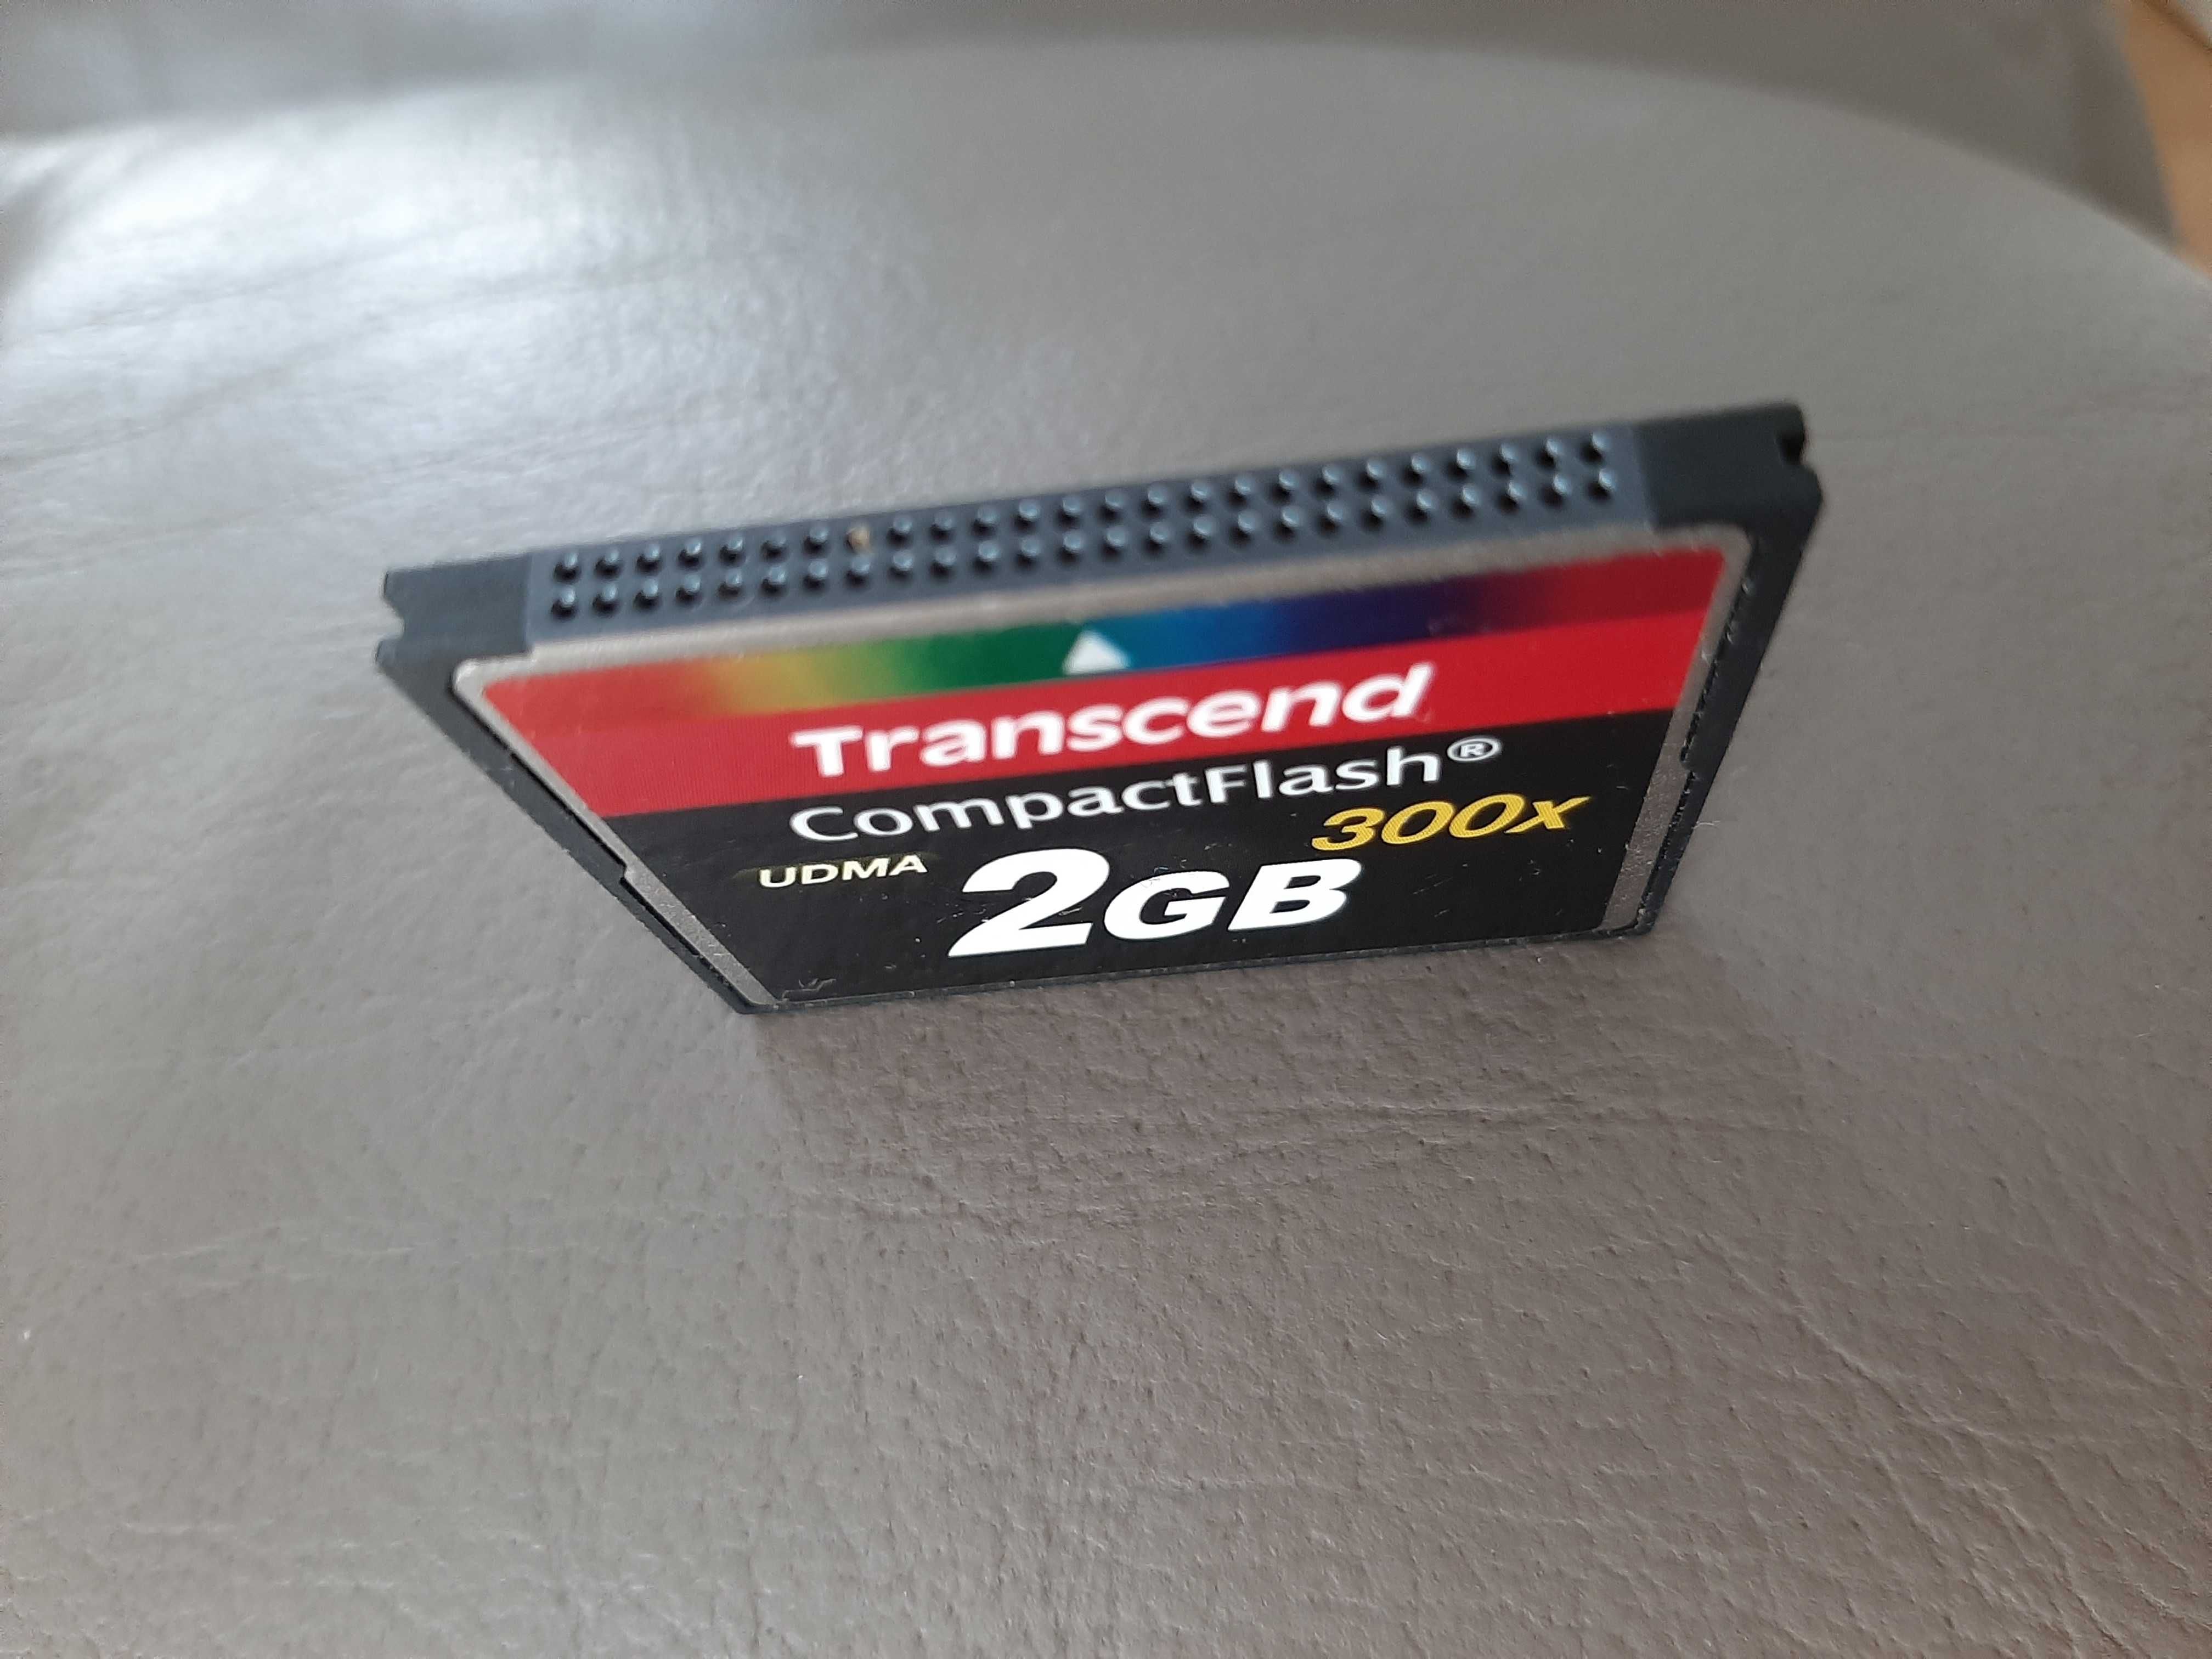 Transcend
CompactFlash®
300x
UDMA
2GB